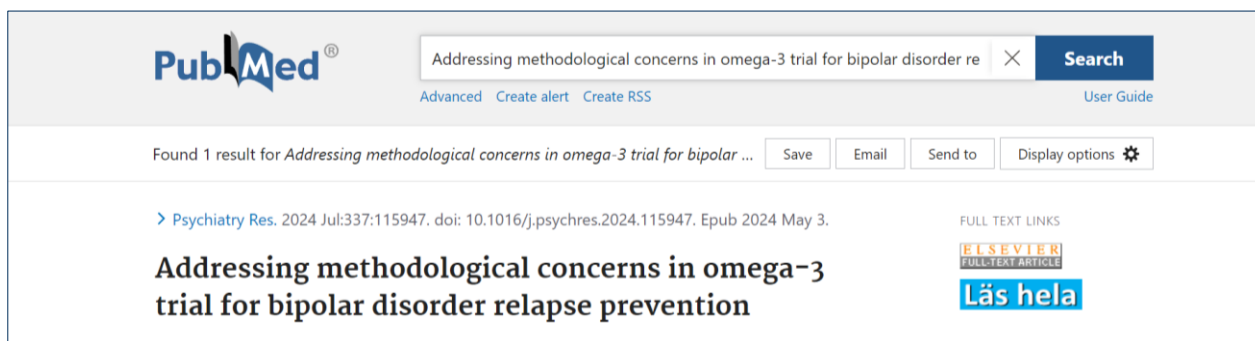 PubMed®
Addressing methodological concerns in omega-3 trial for bipolar disorder re
Search
Advanced Create alert Create RSS
User Guide
Found 1 result for Addressing methodological concerns in omega-3 trial for bipolar ...
Save
Email
Send to
Display options
Psychiatry Res. 2024 Jul:337:115947. doi: 10.1016/j.psychres.2024.115947. Epub 2024 May 3.
Addressing methodological concerns in omega-3
trial for bipolar disorder relapse prevention
FULL TEXT LINKS
ELSEVIER
FULL-TEXT ARTICLE
Läs hela